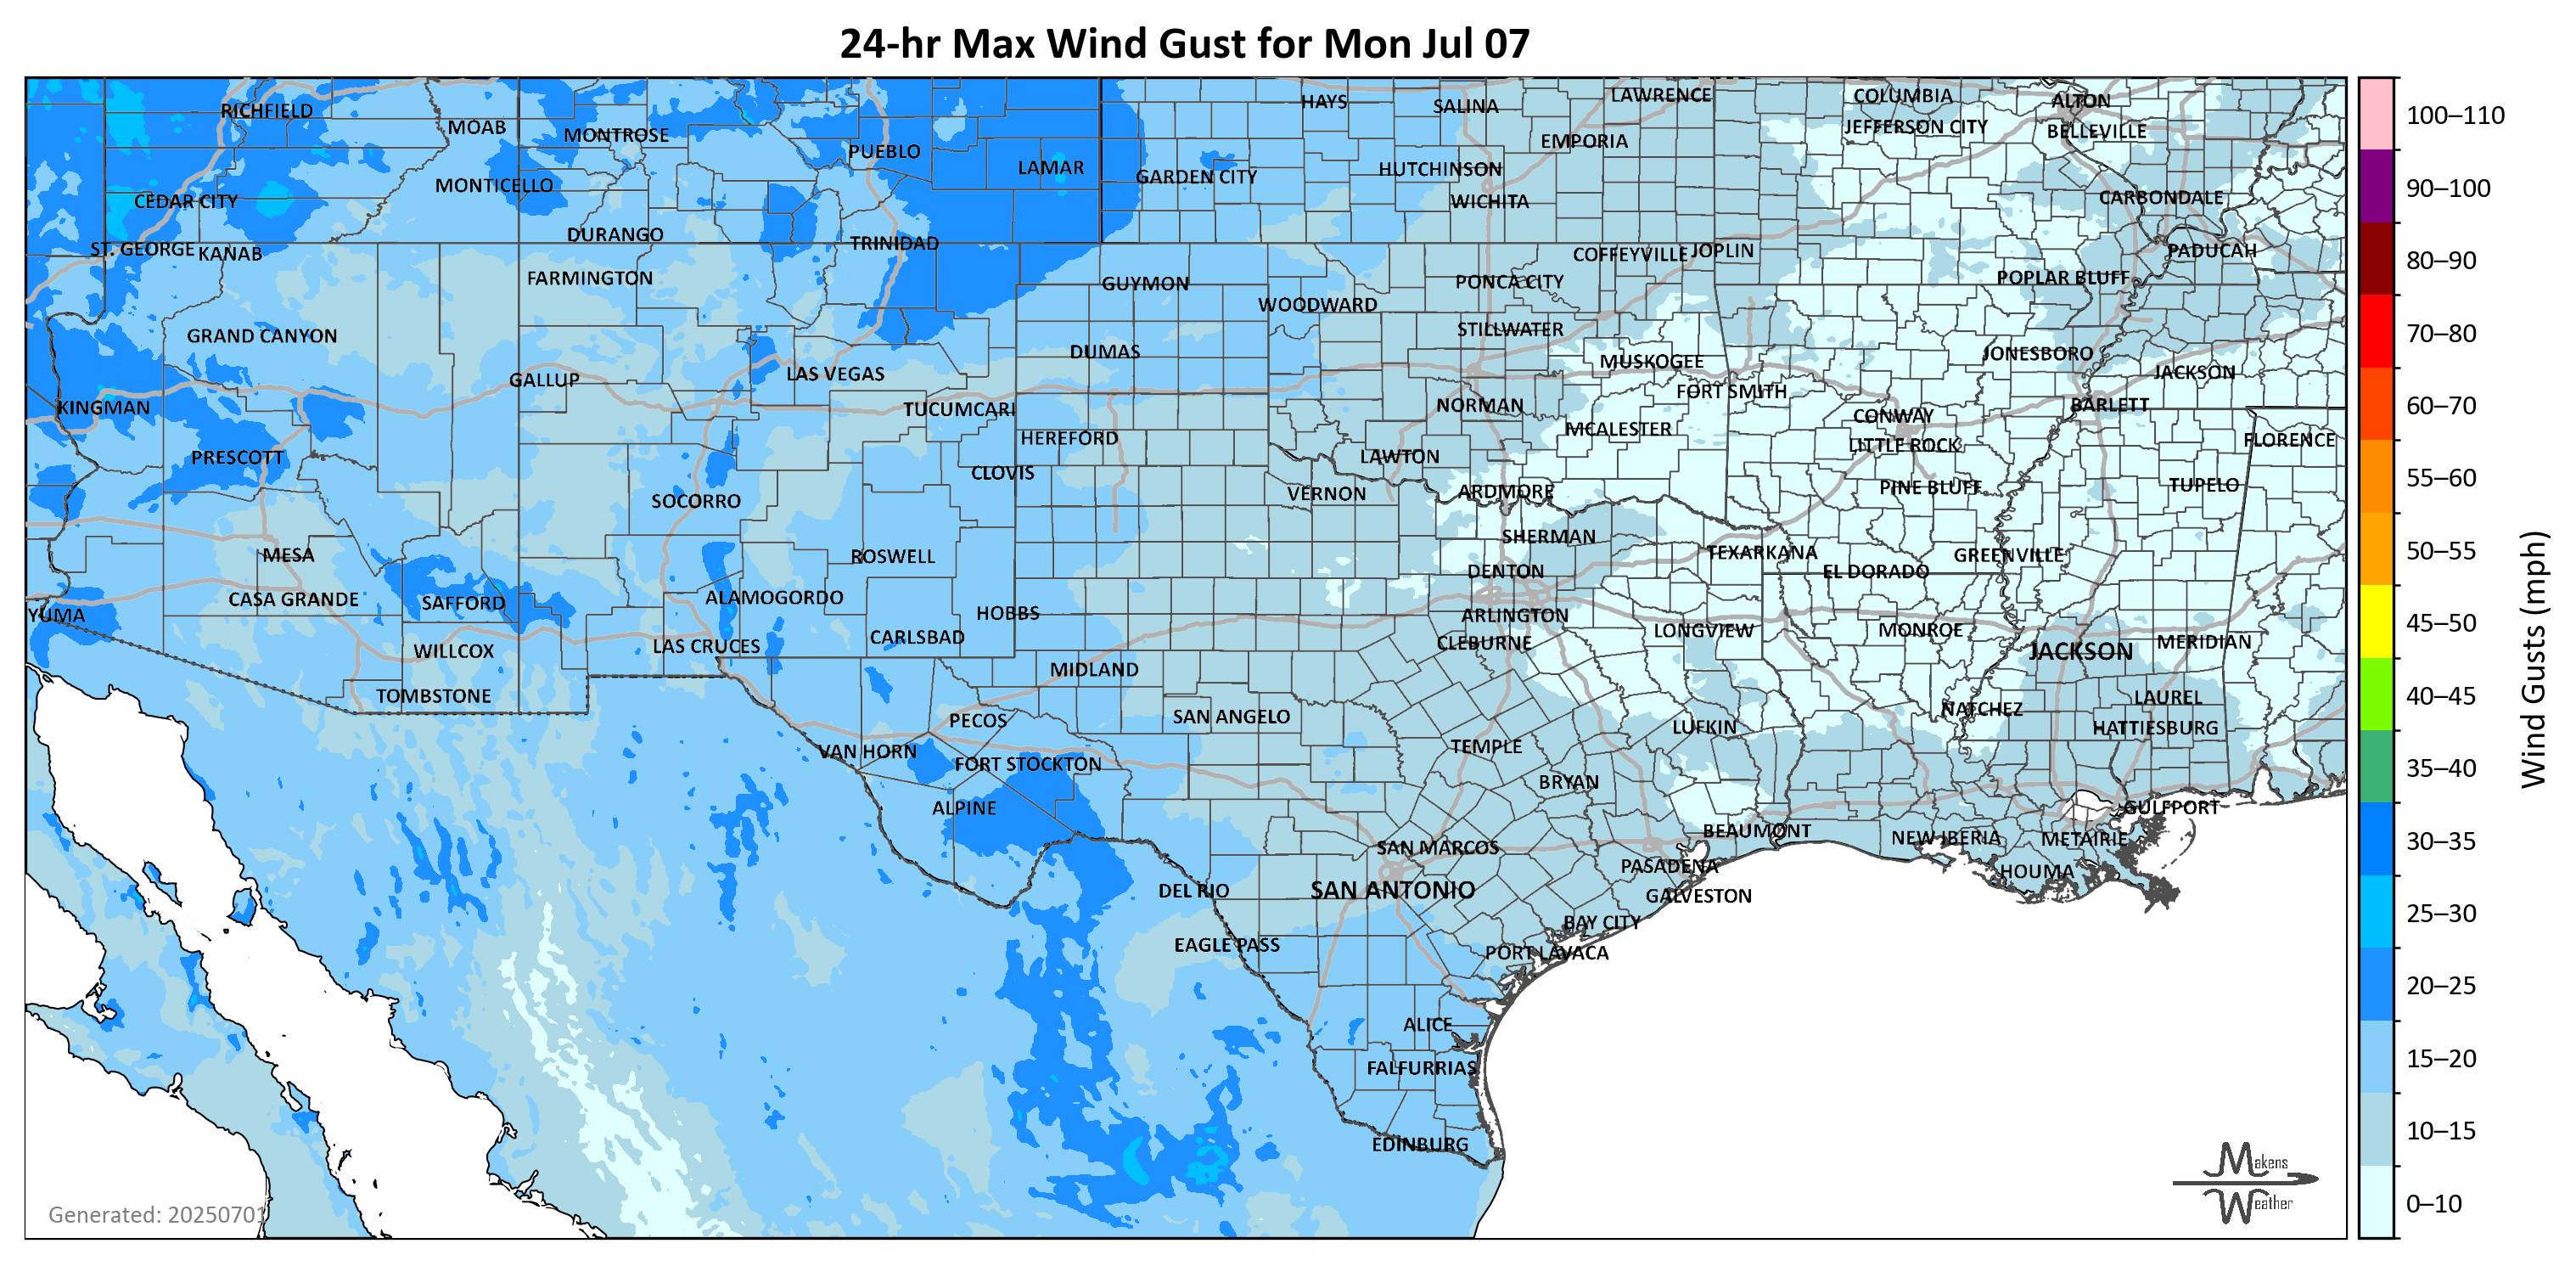 24-hr Max Wind Gust for Mon Jul 07
RICHFIELD
MOAB
MONTROSE
PUEBLO
LAMAR
HAYS
SALINA
LAWRENCE
COLUMBIA
ALTON
JEFFERSON CITY
BELLEVILLE
EMPORIA
HUTCHINSON
GARDEN CITY
MONTICELLO
CEDAR CITY
WICHITA
CARBONDALE
DURANGO
TRINIDAD
ST. GEORGE
KANAB
COFFEYVILLE
JOPLIN
PADUCAH
FARMINGTON
GUYMON
PONCA CITY
POPLAR BLUFF
WOODWARD
GRAND CANYON
STILLWATER
DUMAS
MUSKOGEE
JONESBORO
GALLUP
LAS VEGAS
JACKSON
FORT SMITH
KINGMAN
TUCUMCARI
NORMAN
CONWAY
BARLETT
HEREFORD
MCALESTER
LITTLE ROCK
FLORENCE
PRESCOTT
CLOVIS
LAWTON
SOCORRO
VERNON
ARDMORE
PINE BLUFF
TUPELO
SHERMAN
MESA
ROSWELL
TEXARKANA
GREENVILLE
DENTON
EL DORADO
CASA GRANDE
SAFFORD
ALAMOGORDO
HOBBS
YUMA
ARLINGTON
CARLSBAD
CLEBURNE
LONGVIEW
MONROE
MERIDIAN
WILLCOX
LAS CRUCES
JACKSON
MIDLAND
TOMBSTONE
LAUREL
PECOS
SAN ANGELO
NATCHEZ
LUFKIN
HATTIESBURG
VAN HORN
TEMPLE
FORT STOCKTON
BRYAN
ALPINE
GULFPORT
BEAUMONT
NEW IBERIA
METAIRIE
SAN MARCOS
PASADENA
HOUMA
DEL RIO
SAN ANTONIO
GALVESTON
BAY CITY
EAGLE PASS
PORT LAVACA
ALICE
FALFURRIAS
EDINBURG
Generated: 20250701
Makens
Weather
100–110
90–100
80–90
70–80
60–70
55–60
50–55
45–50
40–45
35–40
30–35
25–30
20–25
15–20
10–15
0–10
Wind Gusts (mph)